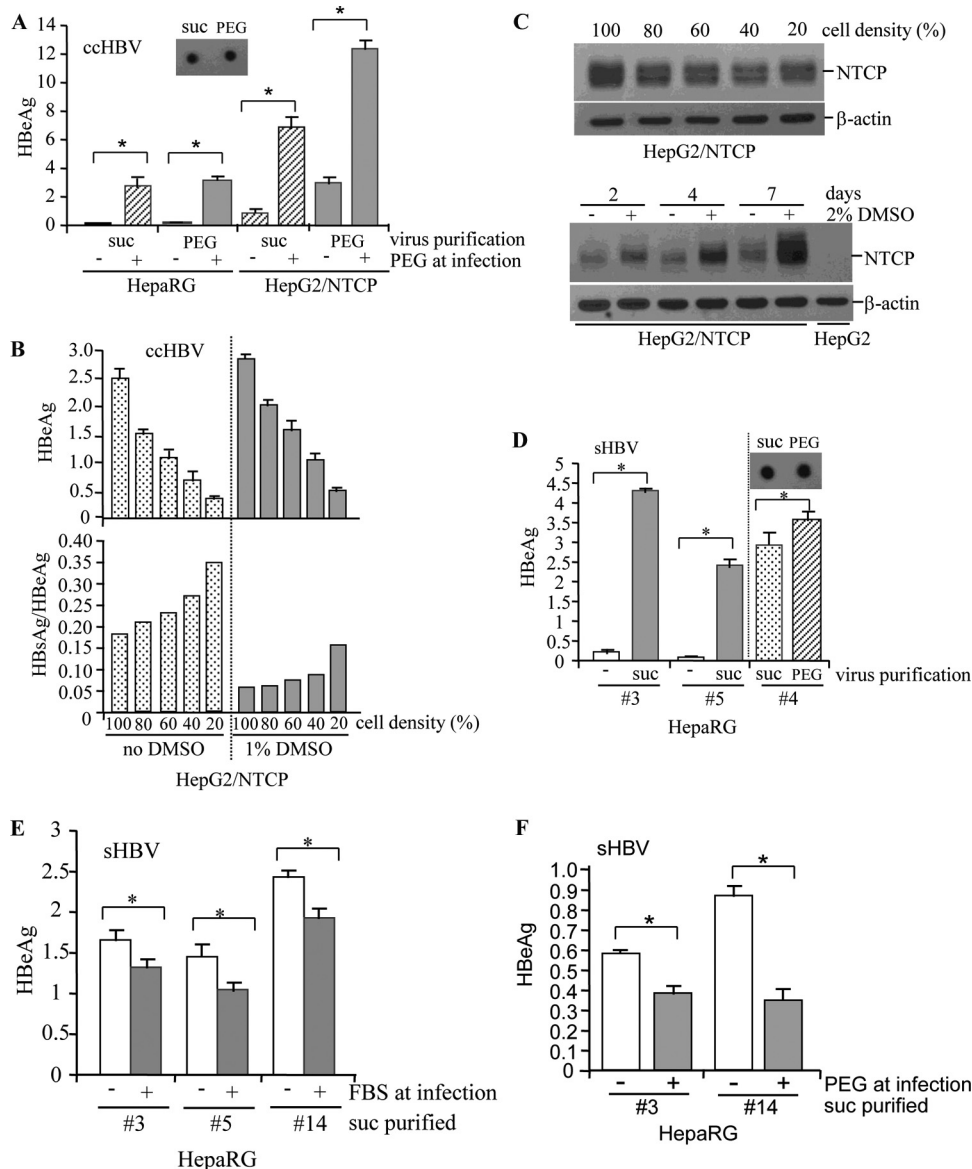 A
ccHBV
suc PEG
HBeAg
14
12
10
8
6
4
2
0
* * * *
suc PEG suc PEG virus purification
- + - + - + - + PEG at infection
HepaRG HepG2/NTCP
B
ccHBV
HBeAg
3.0
2.5
2.0
1.5
1.0
0.5
0
HBsAg/HBeAg
0.40
0.35
0.30
0.25
0.20
0.15
0.10
0.05
0
100 80 60 40 20 100 80 60 40 20 cell density (%)
no DMSO 1% DMSO
HepG2/NTCP
C
100 80 60 40 20 cell density (%)
NTCP
β-actin
HepG2/NTCP
2 4 7 days
- + - + - + 2% DMSO
NTCP
β-actin
HepG2/NTCP HepG2
D
sHBV
suc PEG
HBeAg
5
4.5
4
3.5
3
2.5
2
1.5
1
0.5
0
* * *
- suc - suc suc PEG virus purification
#3 #5 #4
HepaRG
E
sHBV
HBeAg
3
2.5
2
1.5
1
0.5
0
* * *
- + - + - + FBS at infection
#3 #5 #14 suc purified
HepaRG
F
sHBV
HBeAg
1.0
0.9
0.8
0.7
0.6
0.5
0.4
0.3
0.2
0.1
0
* *
- + - + PEG at infection
#3 #14 suc purified
HepaRG